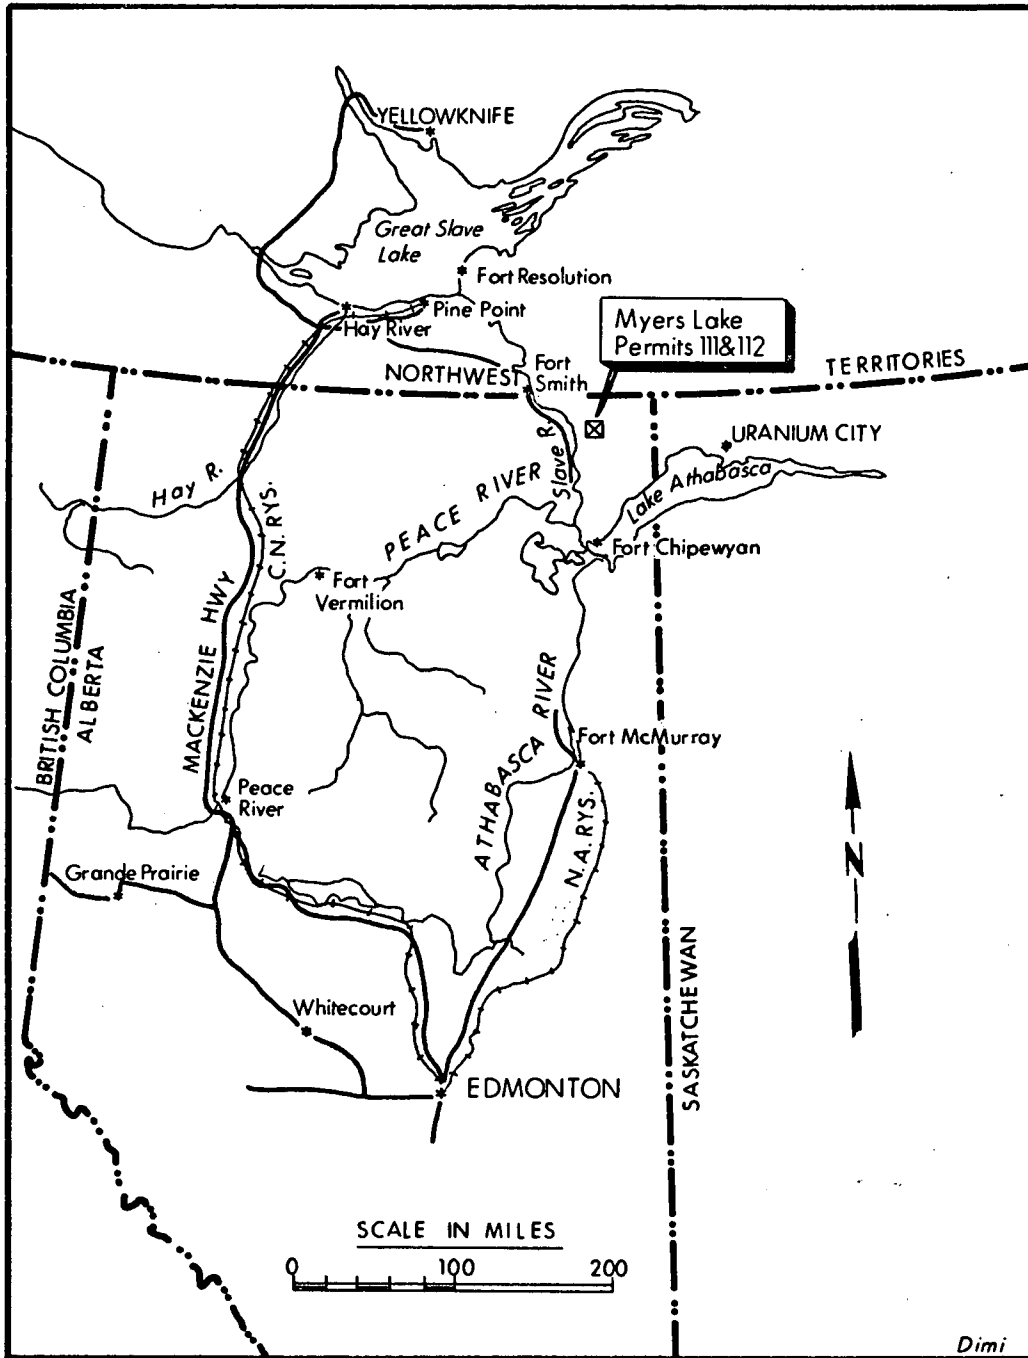 YELLOWKNIFE
Great Slave
Lake
Fort Resolution
Pine Point
Hay River
Myers Lake
Permits 111&112
NORTHWEST
TERRITORIES
Fort
Smith
URANIUM CITY
Hay R.
Slave R.
PEACE RIVER
Lake Athabasca
C.N. RYS.
Fort Chipewyan
Fort
Vermilion
MACKENZIE HWY
BRITISH COLUMBIA
ALBERTA
ATHABASCA RIVER
Fort McMurray
Peace
River
N.A. RYS.
Grande Prairie
N
SASKATCHEWAN
Whitecourt
EDMONTON
SCALE IN MILES
0 100 200
Dimi